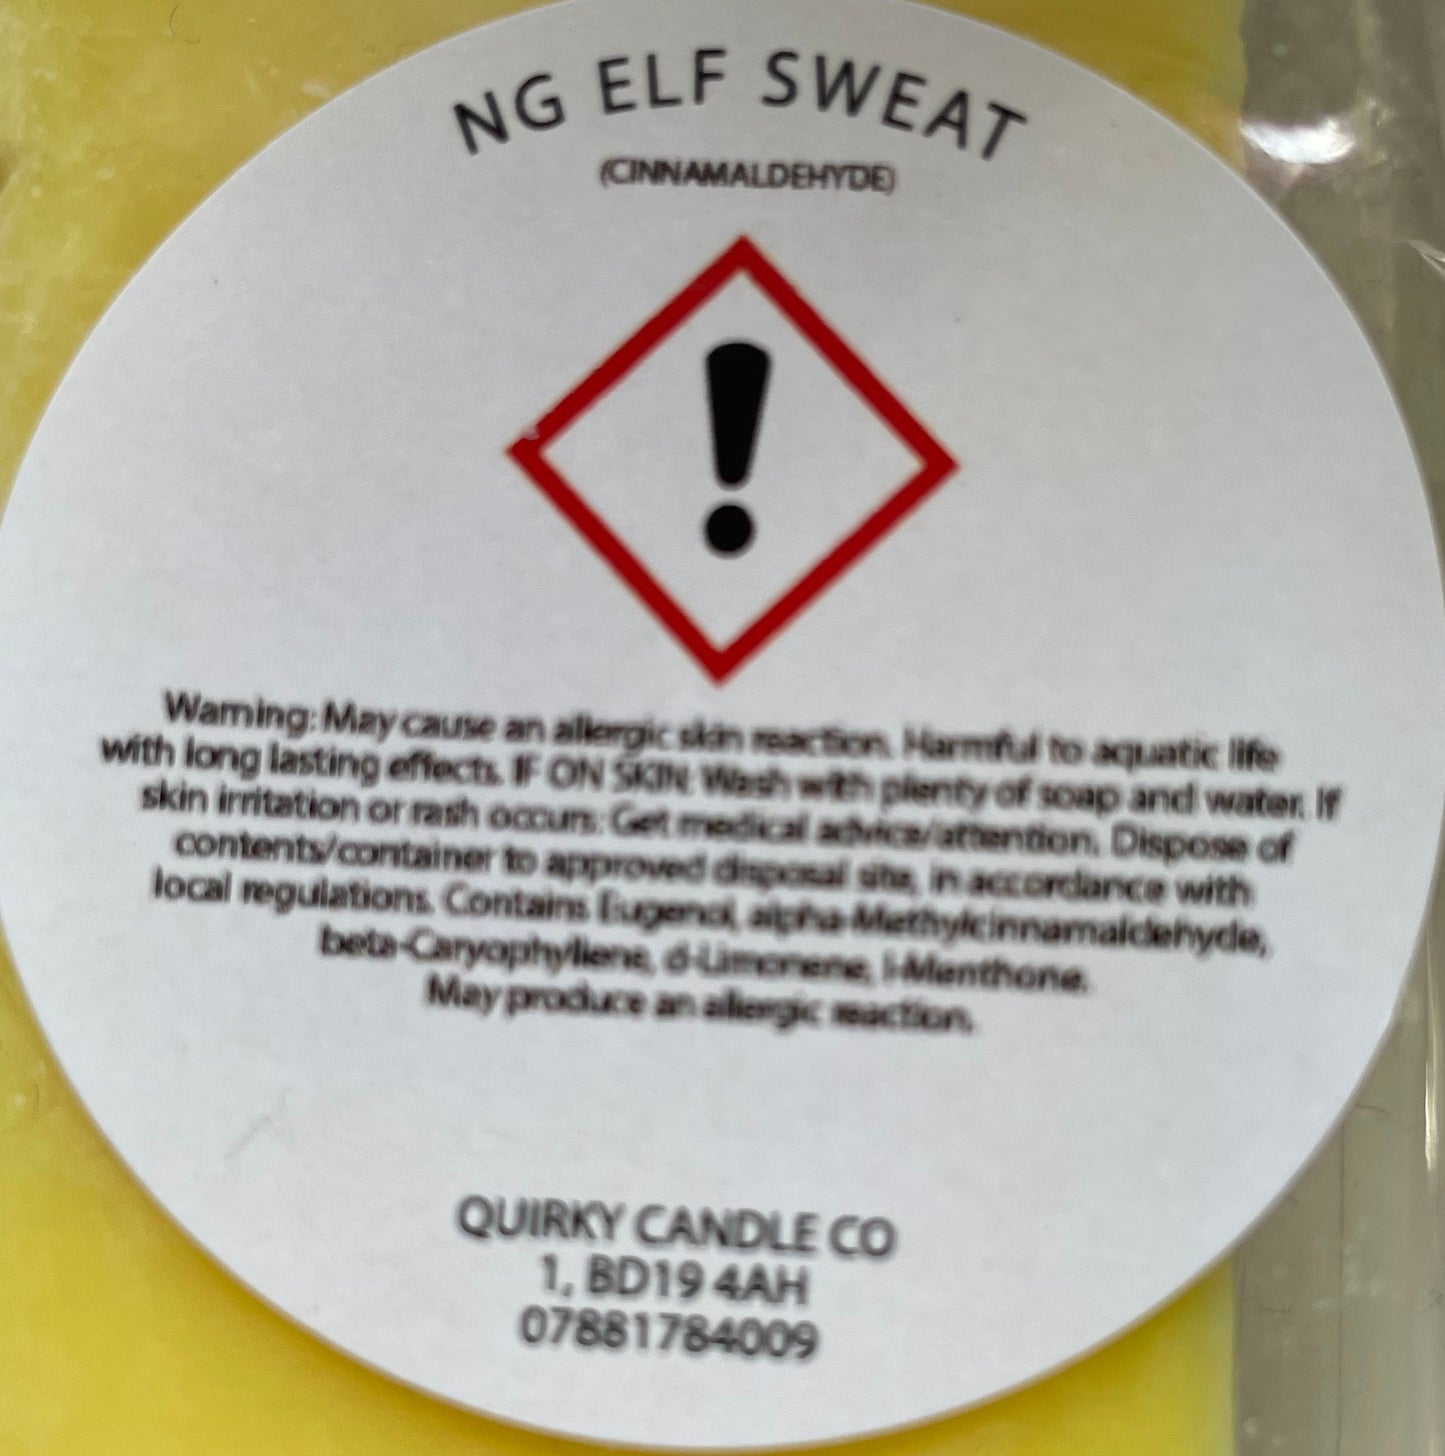 NG ELF SWEAT
(CINNAMALDEHYDE)
Warning: May cause an allergic skin reaction. Harmful to aquatic life
with long lasting effects. IF ON SKIN: Wash with plenty of soap and water. If
skin irritation or rash occurs: Get medical advice/attention. Dispose of
contents/container to approved disposal site, in accordance with
local regulations. Contains Eugenol, alpha-Methylcinnamaldehyde,
beta-Caryophyllene, d-Limonene, l-Menthone.
May produce an allergic reaction.
QUIRKY CANDLE CO
1, BD19 4AH
07881784009